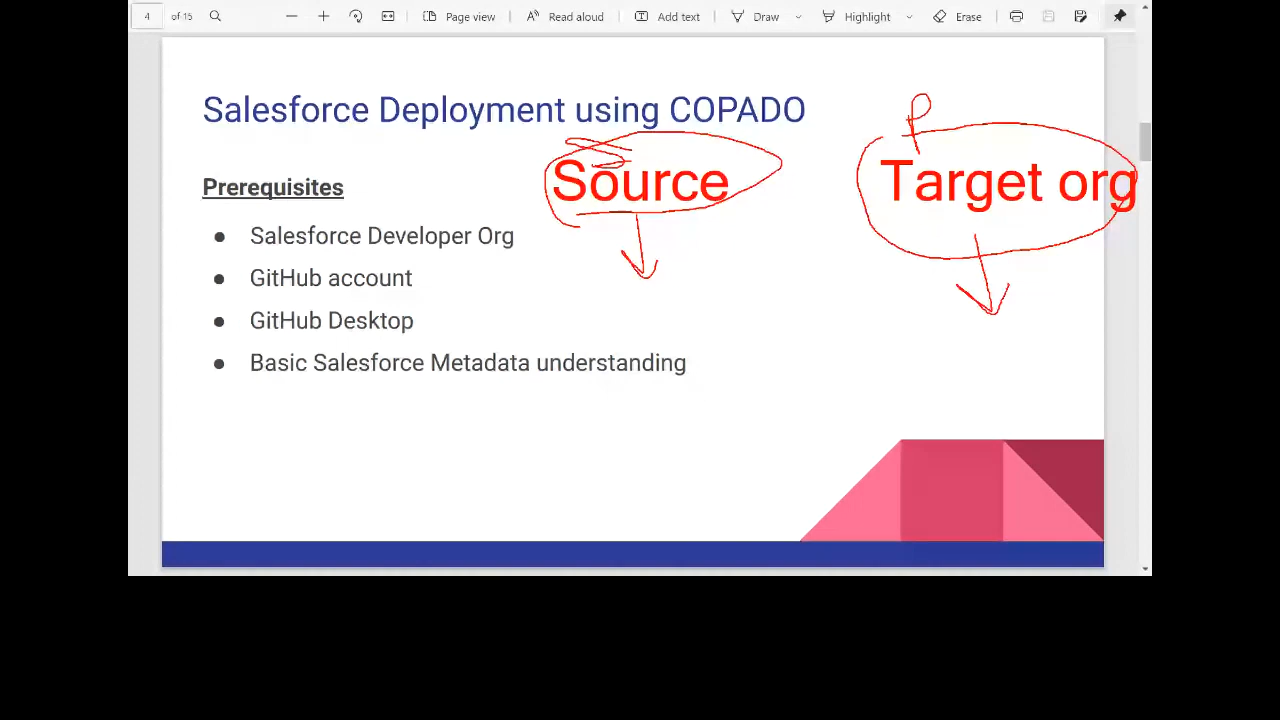 4 of 15 Page view Read aloud Add text Draw Highlight Erase
Salesforce Deployment using COPADO
P
Source Target org
Prerequisites
● Salesforce Developer Org
● GitHub account
● GitHub Desktop
● Basic Salesforce Metadata understanding